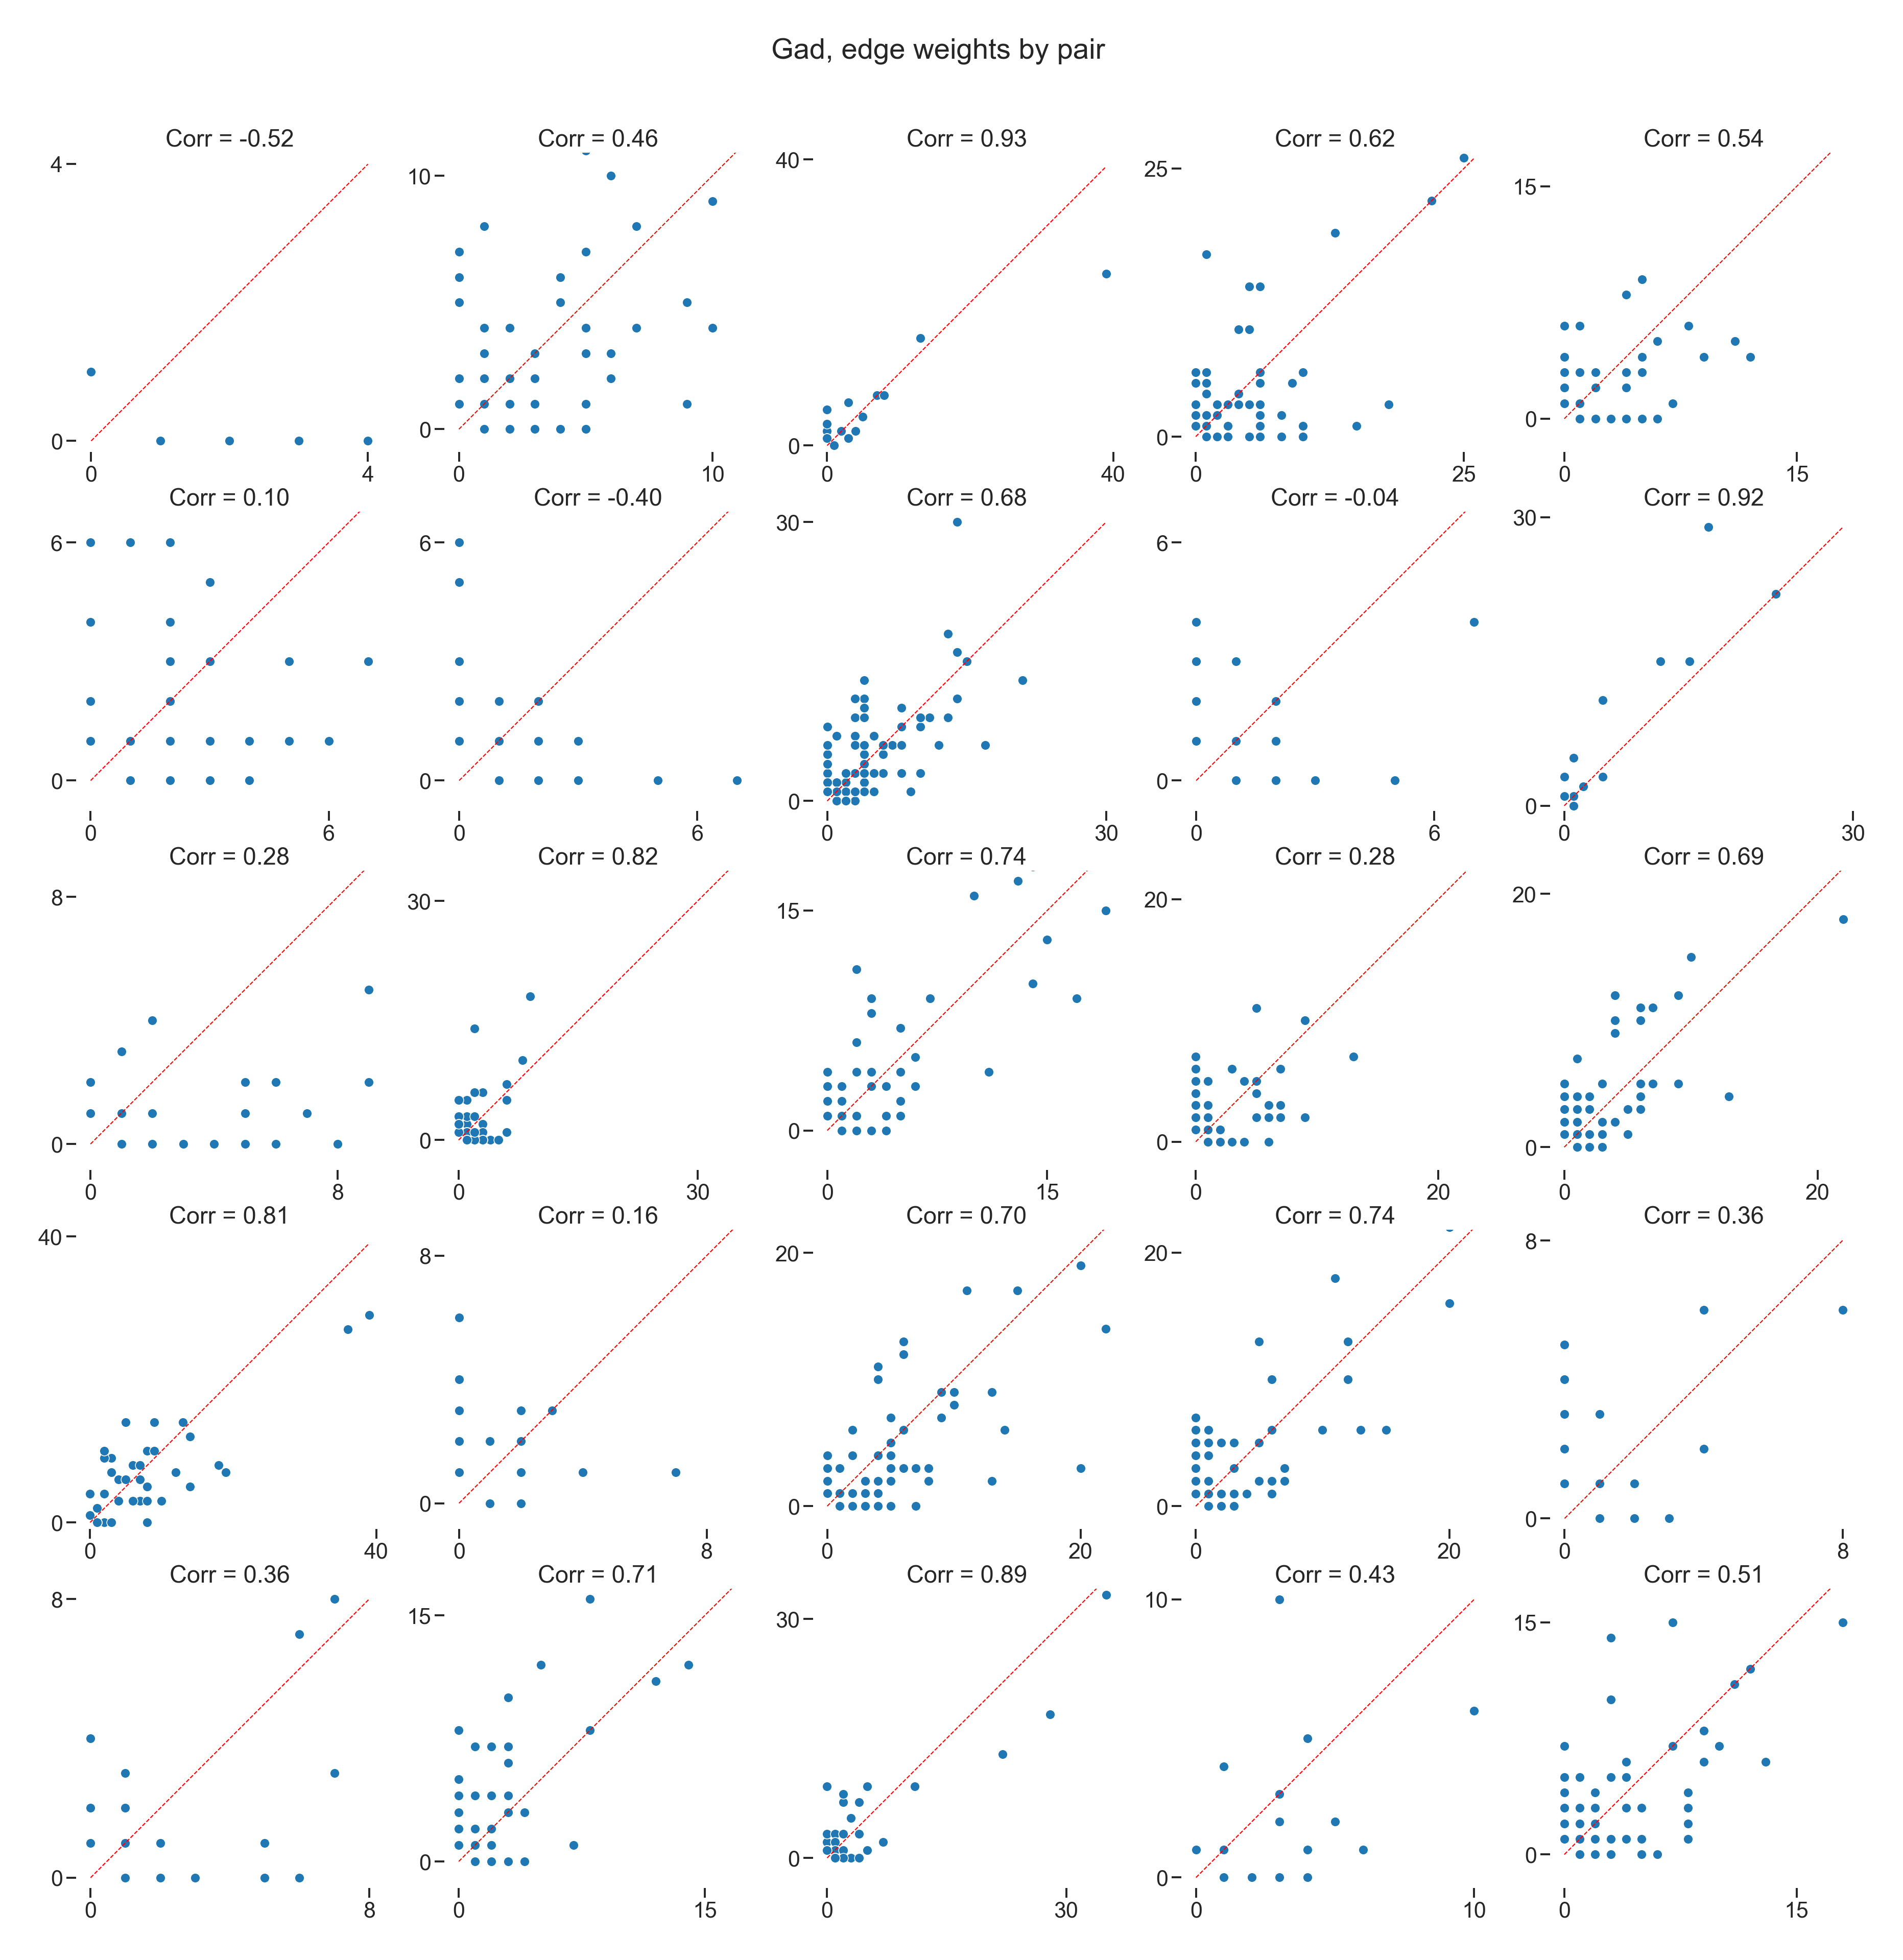 Gad, edge weights by pair
Corr = -0.52
4
0
0 4
Corr = 0.46
10
0
0 10
Corr = 0.93
40
0
0 40
Corr = 0.62
25
0
0 25
Corr = 0.54
15
0
0 15
Corr = 0.10
6
0
0 6
Corr = -0.40
6
0
0 6
Corr = 0.68
30
0
0 30
Corr = -0.04
6
0
0 6
Corr = 0.92
30
0
0 30
Corr = 0.28
8
0
0 8
Corr = 0.82
30
0
0 30
Corr = 0.74
15
0
0 15
Corr = 0.28
20
0
0 20
Corr = 0.69
20
0
0 20
Corr = 0.81
40
0
0 40
Corr = 0.16
8
0
0 8
Corr = 0.70
20
0
0 20
Corr = 0.74
20
0
0 20
Corr = 0.36
8
0
0 8
Corr = 0.36
8
0
0 8
Corr = 0.71
15
0
0 15
Corr = 0.89
30
0
0 30
Corr = 0.43
10
0
0 10
Corr = 0.51
15
0
0 15